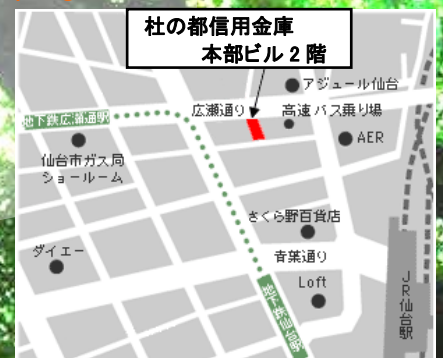 杜の都信用金庫
本部ビル2階
アジュール仙台
広瀬通り
高速バス乗り場
地下鉄広瀬通駅
AER
仙台市ガス局
ショールーム
さくら野百貨店
ダイエー
青葉通り
Loft
地下鉄仙台駅
JR仙台駅